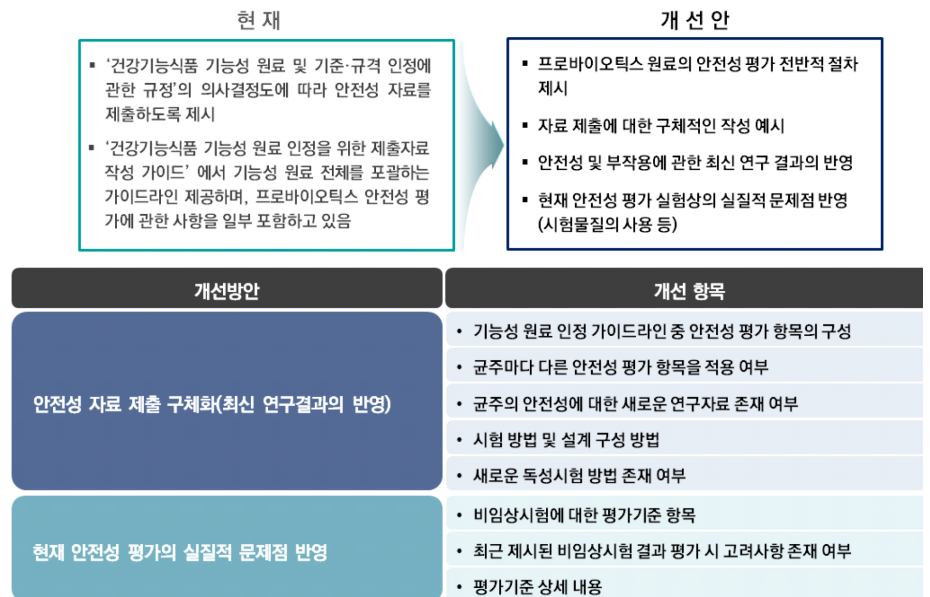 현 재
개 선 안
▪ '건강기능식품 기능성 원료 및 기준·규격 인정에
관한 규정'의 의사결정도에 따라 안전성 자료를
제출하도록 제시
▪ '건강기능식품 기능성 원료 인정을 위한 제출자료
작성 가이드' 에서 기능성 원료 전체를 포괄하는
가이드라인 제공하며, 프로바이오틱스 안전성 평
가에 관한 사항을 일부 포함하고 있음
▪ 프로바이오틱스 원료의 안전성 평가 전반적 절차
제시
▪ 자료 제출에 대한 구체적인 작성 예시
▪ 안전성 및 부작용에 관한 최신 연구 결과의 반영
▪ 현재 안전성 평가 실험상의 실질적 문제점 반영
(시험물질의 사용 등)
개선방안
개선 항목
안전성 자료 제출 구체화(최신 연구결과의 반영)
• 기능성 원료 인정 가이드라인 중 안전성 평가 항목의 구성
• 균주마다 다른 안전성 평가 항목을 적용 여부
• 균주의 안전성에 대한 새로운 연구자료 존재 여부
• 시험 방법 및 설계 구성 방법
• 새로운 독성시험 방법 존재 여부
현재 안전성 평가의 실질적 문제점 반영
• 비임상시험에 대한 평가기준 항목
• 최근 제시된 비임상시험 결과 평가 시 고려사항 존재 여부
• 평가기준 상세 내용